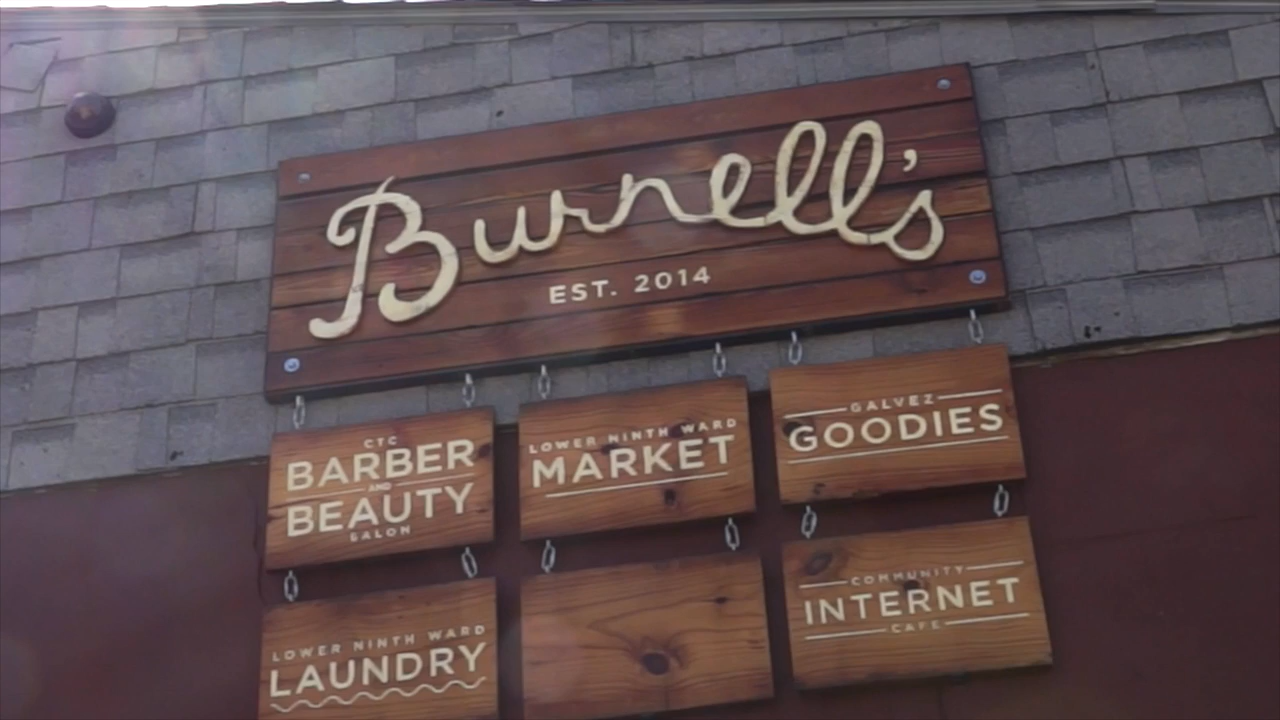 Burnell's
EST. 2014
CTC
BARBER
AND
BEAUTY
SALON
LOWER NINTH WARD
MARKET
GALVEZ
GOODIES
LOWER NINTH WARD
LAUNDRY
COMMUNITY
INTERNET
CAFE